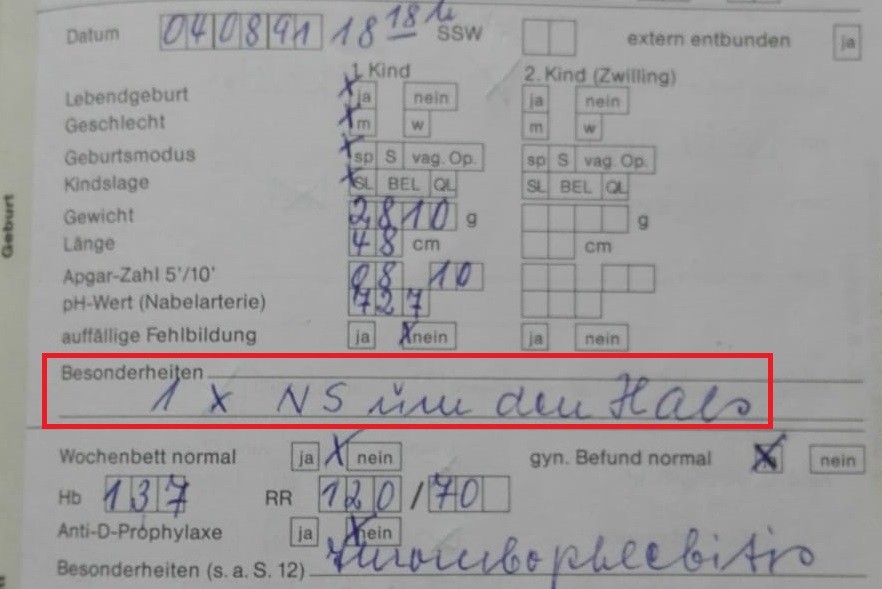 Datum 040891 18 18 h SSW extern entbunden ja
1. Kind 2. Kind (Zwilling)
Lebendgeburt x ja nein ja nein
Geschlecht x m w m w
Geburtsmodus x sp S vag. Op. sp S vag. Op.
Kindslage x SL BEL QL SL BEL QL
Gewicht 2810 g g
Länge 48 cm cm
Apgar-Zahl 5'/10' 08 10
pH-Wert (Nabelarterie) 727
auffällige Fehlbildung ja x nein ja nein
Besonderheiten
1 x NS um den Hals
Wochenbett normal ja x nein gyn. Befund normal x nein
Hb 137 RR 120/70
Anti-D-Prophylaxe ja x nein
Besonderheiten (s. a. S. 12) Thrombophlebitis
Geburt